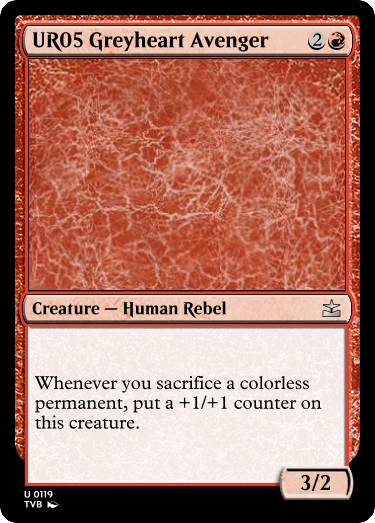 UR05 Greyheart Avenger 2
Creature — Human Rebel
Whenever you sacrifice a colorless
permanent, put a +1/+1 counter on
this creature.
3/2
U 0119
TVB